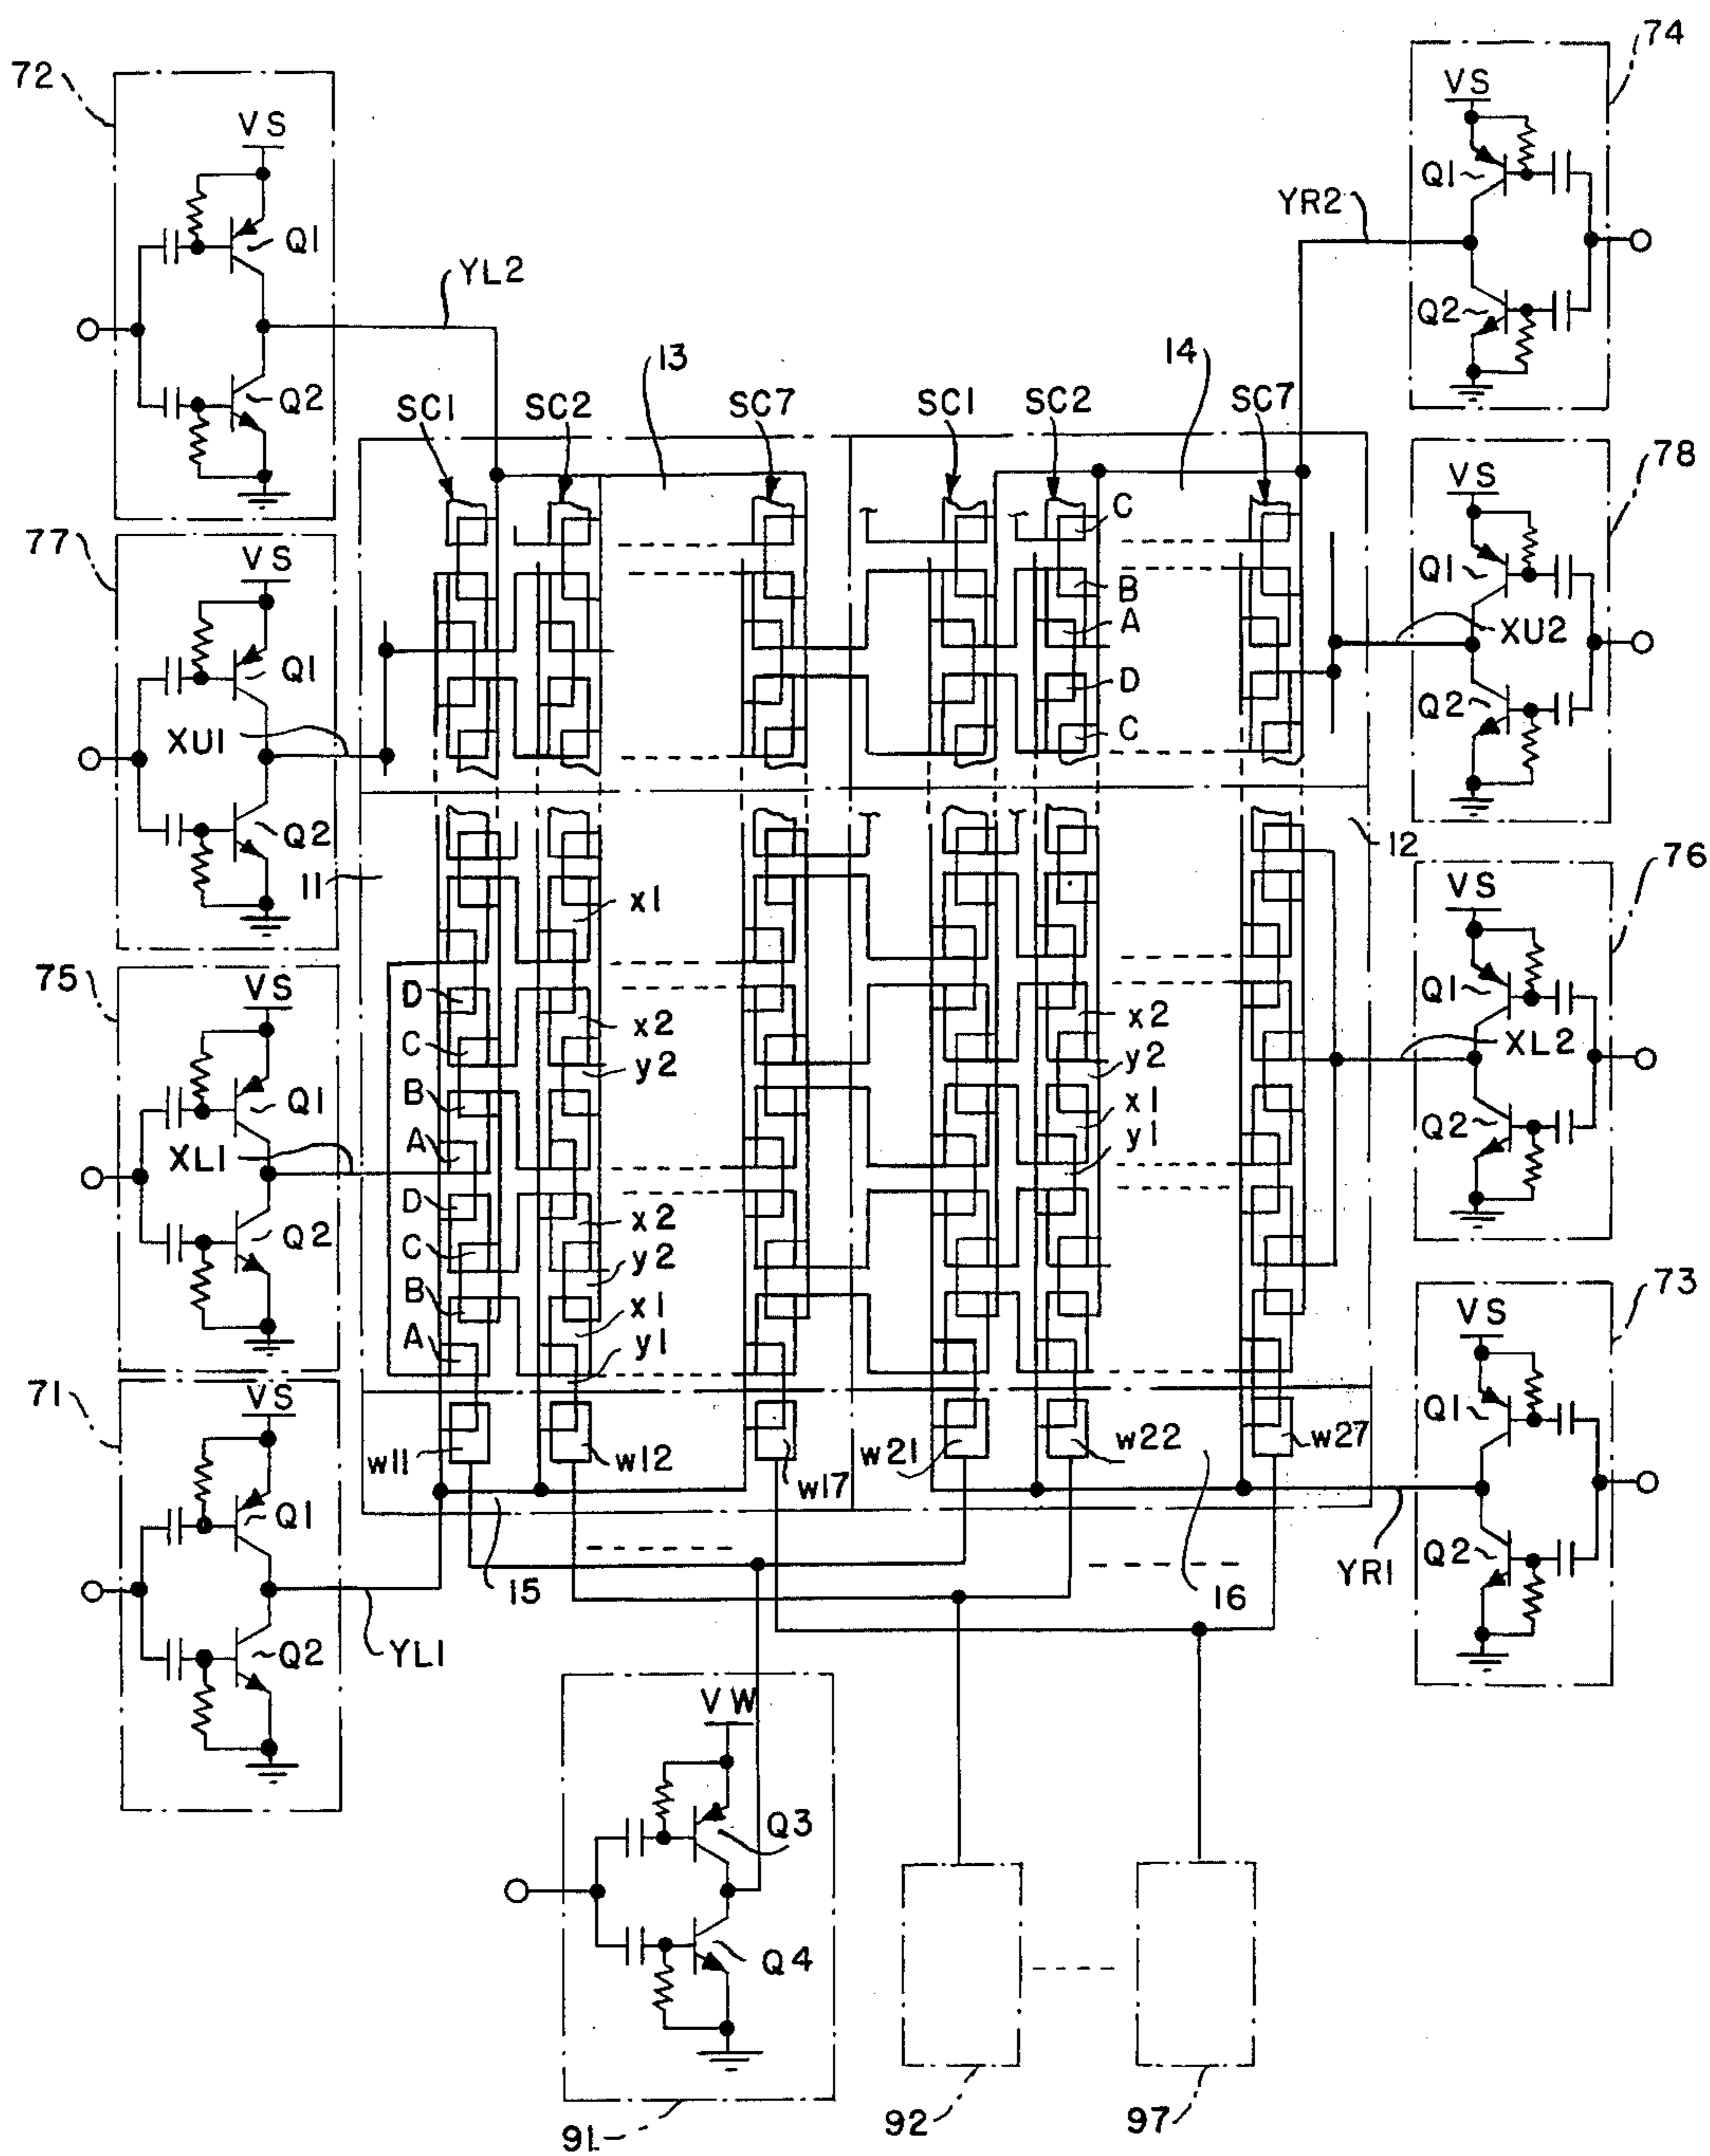 72
VS
Q1
Q2
YL2
74
VS
Q1
Q2
YR2
13
14
SC1
SC2
SC7
SC1
SC2
SC7
77
VS
Q1
XU1
Q2
78
VS
Q1
XU2
Q2
C
B
A
D
C
11
12
75
VS
Q1
XL1
Q2
76
VS
Q1
XL2
Q2
x1
D
x2
C
y2
B
A
D
x2
C
y2
B
x1
A
y1
x2
y2
x1
y1
71
VS
Q1
Q2
YL1
73
VS
Q1
Q2
YR1
w11
w12
w17
w21
w22
w27
15
16
VW
Q3
Q4
91
92
97